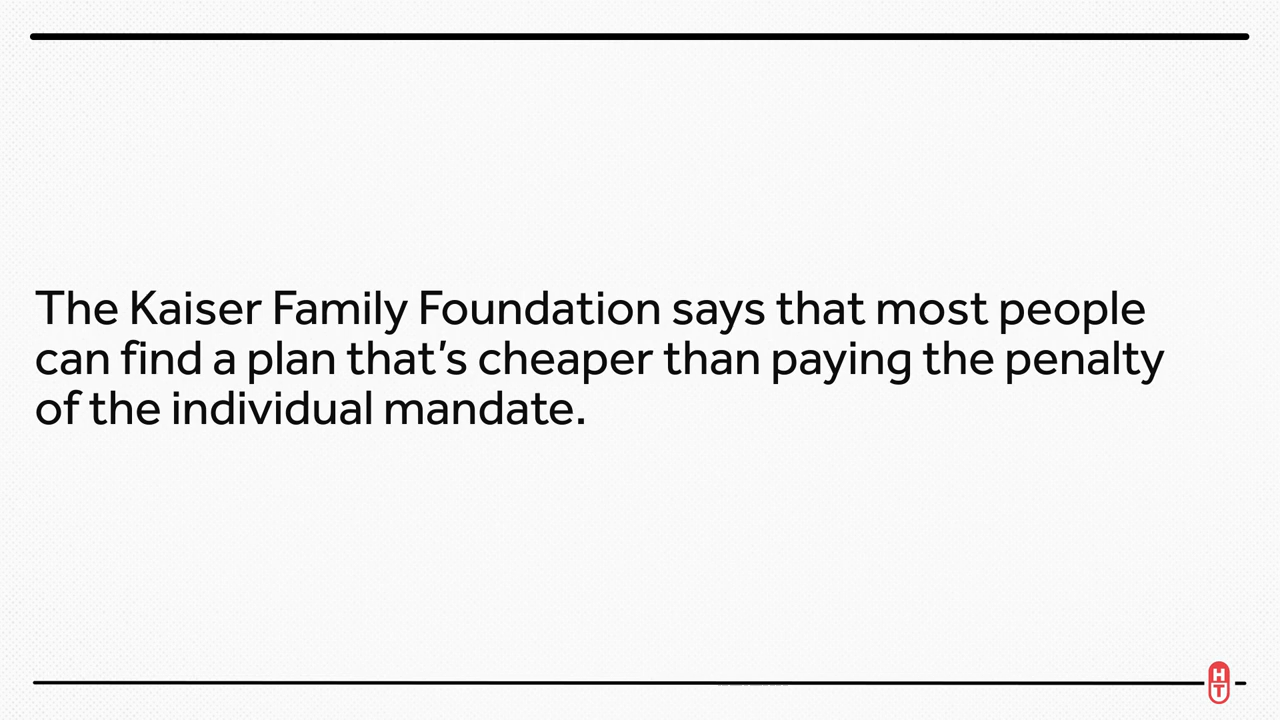 The Kaiser Family Foundation says that most people
can find a plan that’s cheaper than paying the penalty
of the individual mandate.
H
T